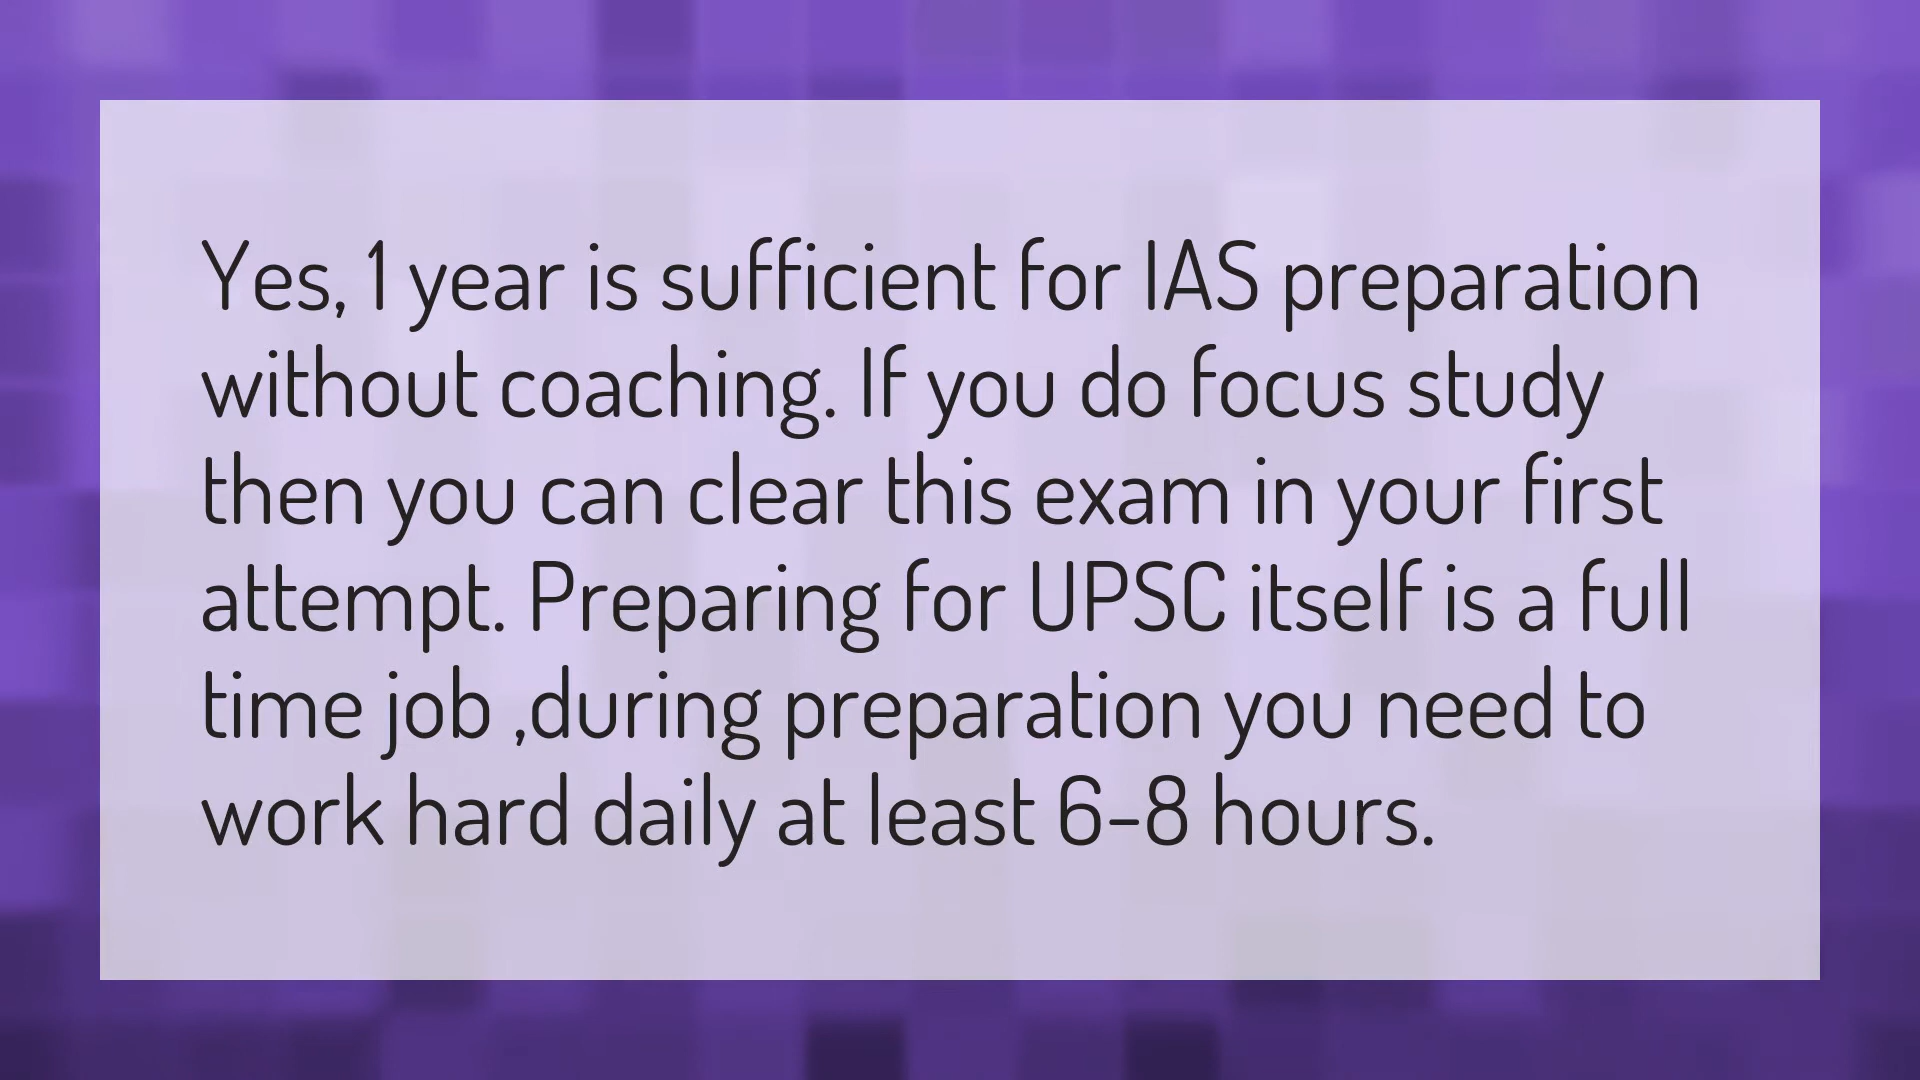 Yes, 1 year is sufficient for IAS preparation
without coaching. If you do focus study
then you can clear this exam in your first
attempt. Preparing for UPSC itself is a full
time job ,during preparation you need to
work hard daily at least 6-8 hours.